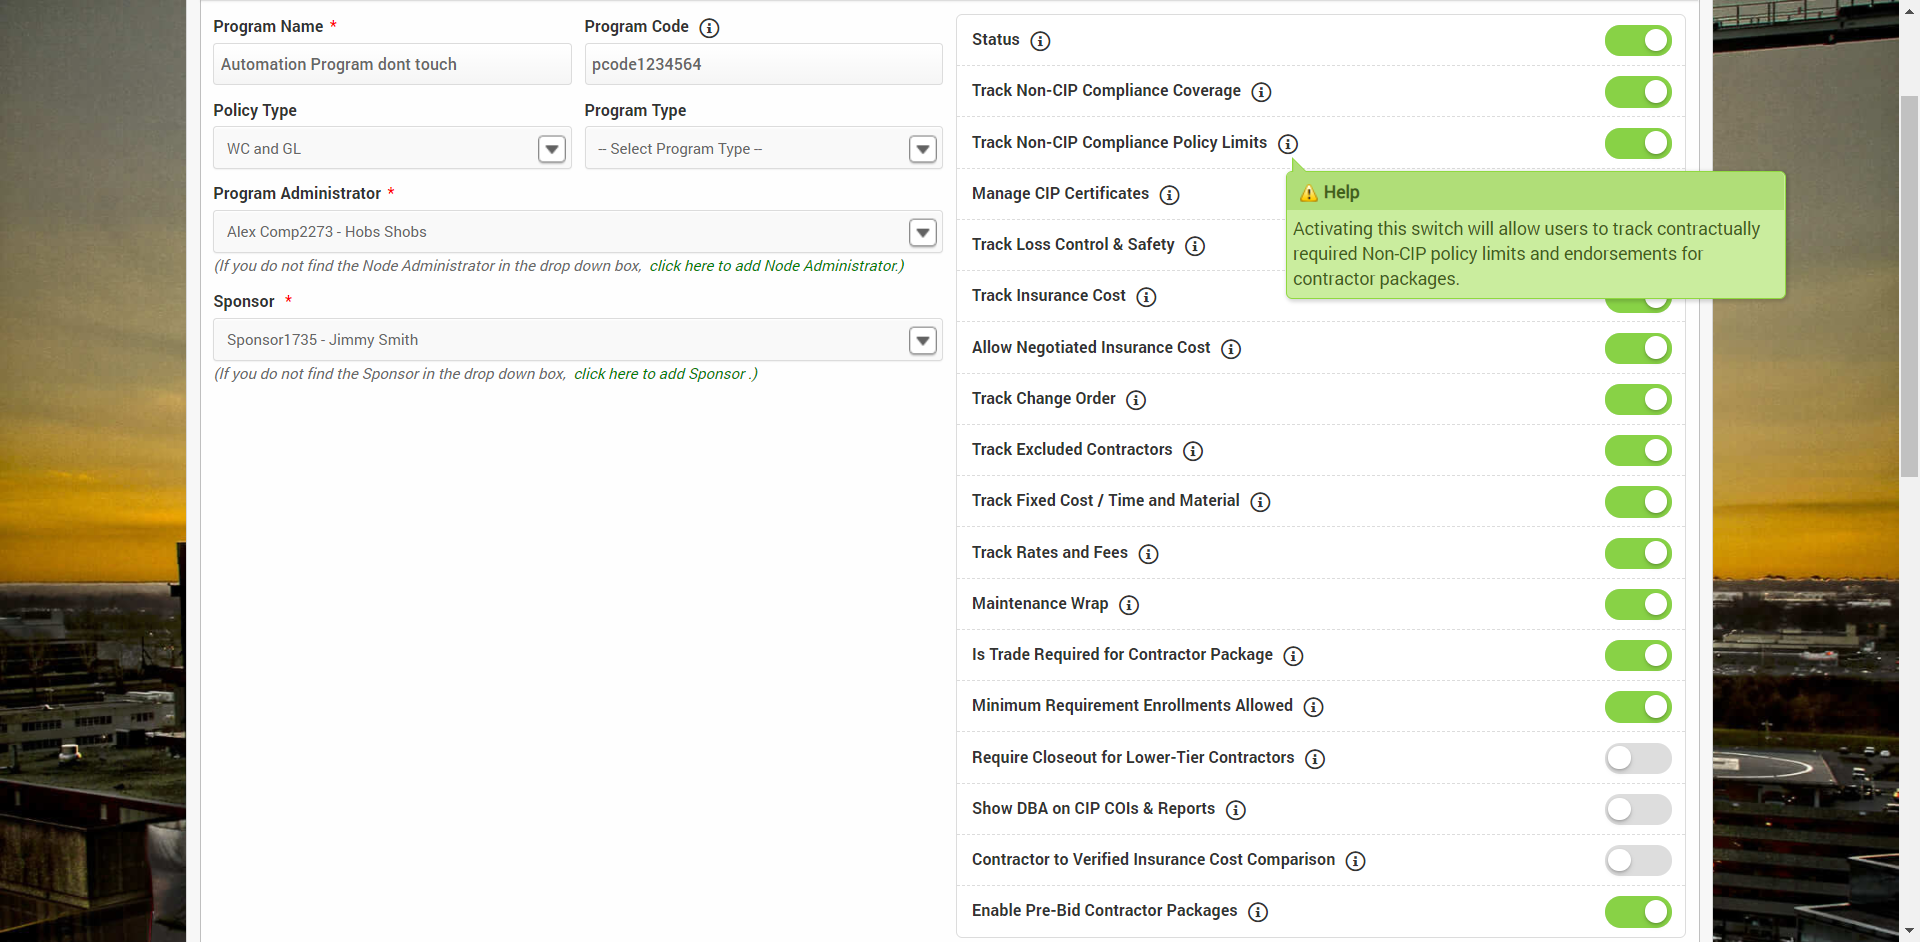 Program Name *
Program Code
Automation Program dont touch
pcode1234564
Policy Type
Program Type
WC and GL
-- Select Program Type --
Program Administrator *
Alex Comp2273 - Hobs Shobs
(If you do not find the Node Administrator in the drop down box, click here to add Node Administrator.)
Sponsor *
Sponsor1735 - Jimmy Smith
(If you do not find the Sponsor in the drop down box, click here to add Sponsor .)
Status
Track Non-CIP Compliance Coverage
Track Non-CIP Compliance Policy Limits
Help
Activating this switch will allow users to track contractually
required Non-CIP policy limits and endorsements for
contractor packages.
Manage CIP Certificates
Track Loss Control & Safety
Track Insurance Cost
Allow Negotiated Insurance Cost
Track Change Order
Track Excluded Contractors
Track Fixed Cost / Time and Material
Track Rates and Fees
Maintenance Wrap
Is Trade Required for Contractor Package
Minimum Requirement Enrollments Allowed
Require Closeout for Lower-Tier Contractors
Show DBA on CIP COIs & Reports
Contractor to Verified Insurance Cost Comparison
Enable Pre-Bid Contractor Packages